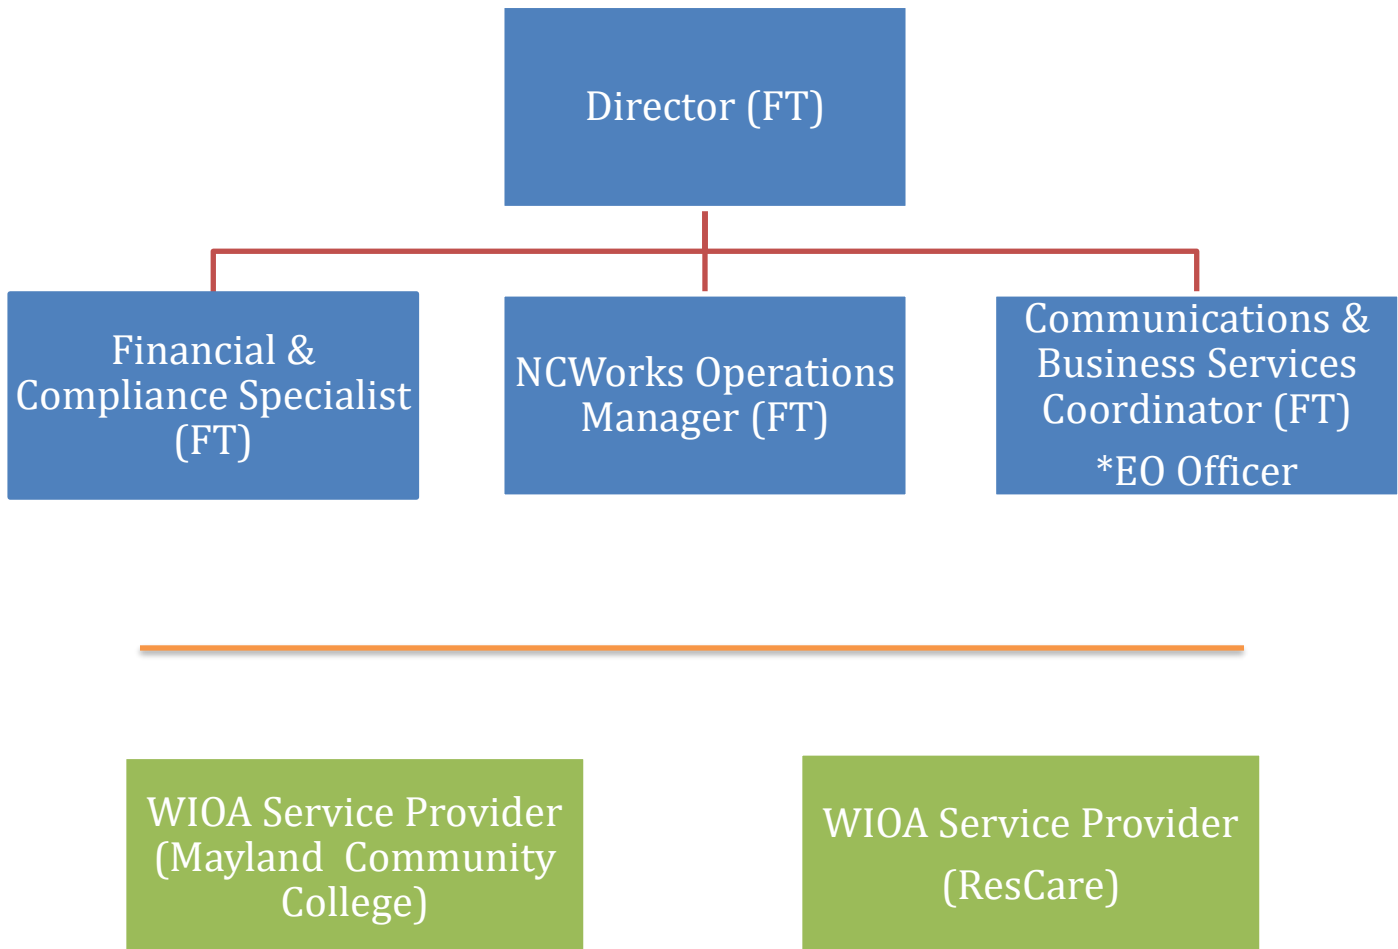 Director (FT)
Financial &
Compliance Specialist
(FT)
NCWorks Operations
Manager (FT)
Communications &
Business Services
Coordinator (FT)
*EO Officer
WIOA Service Provider
(Mayland  Community
College)
WIOA Service Provider
(ResCare)